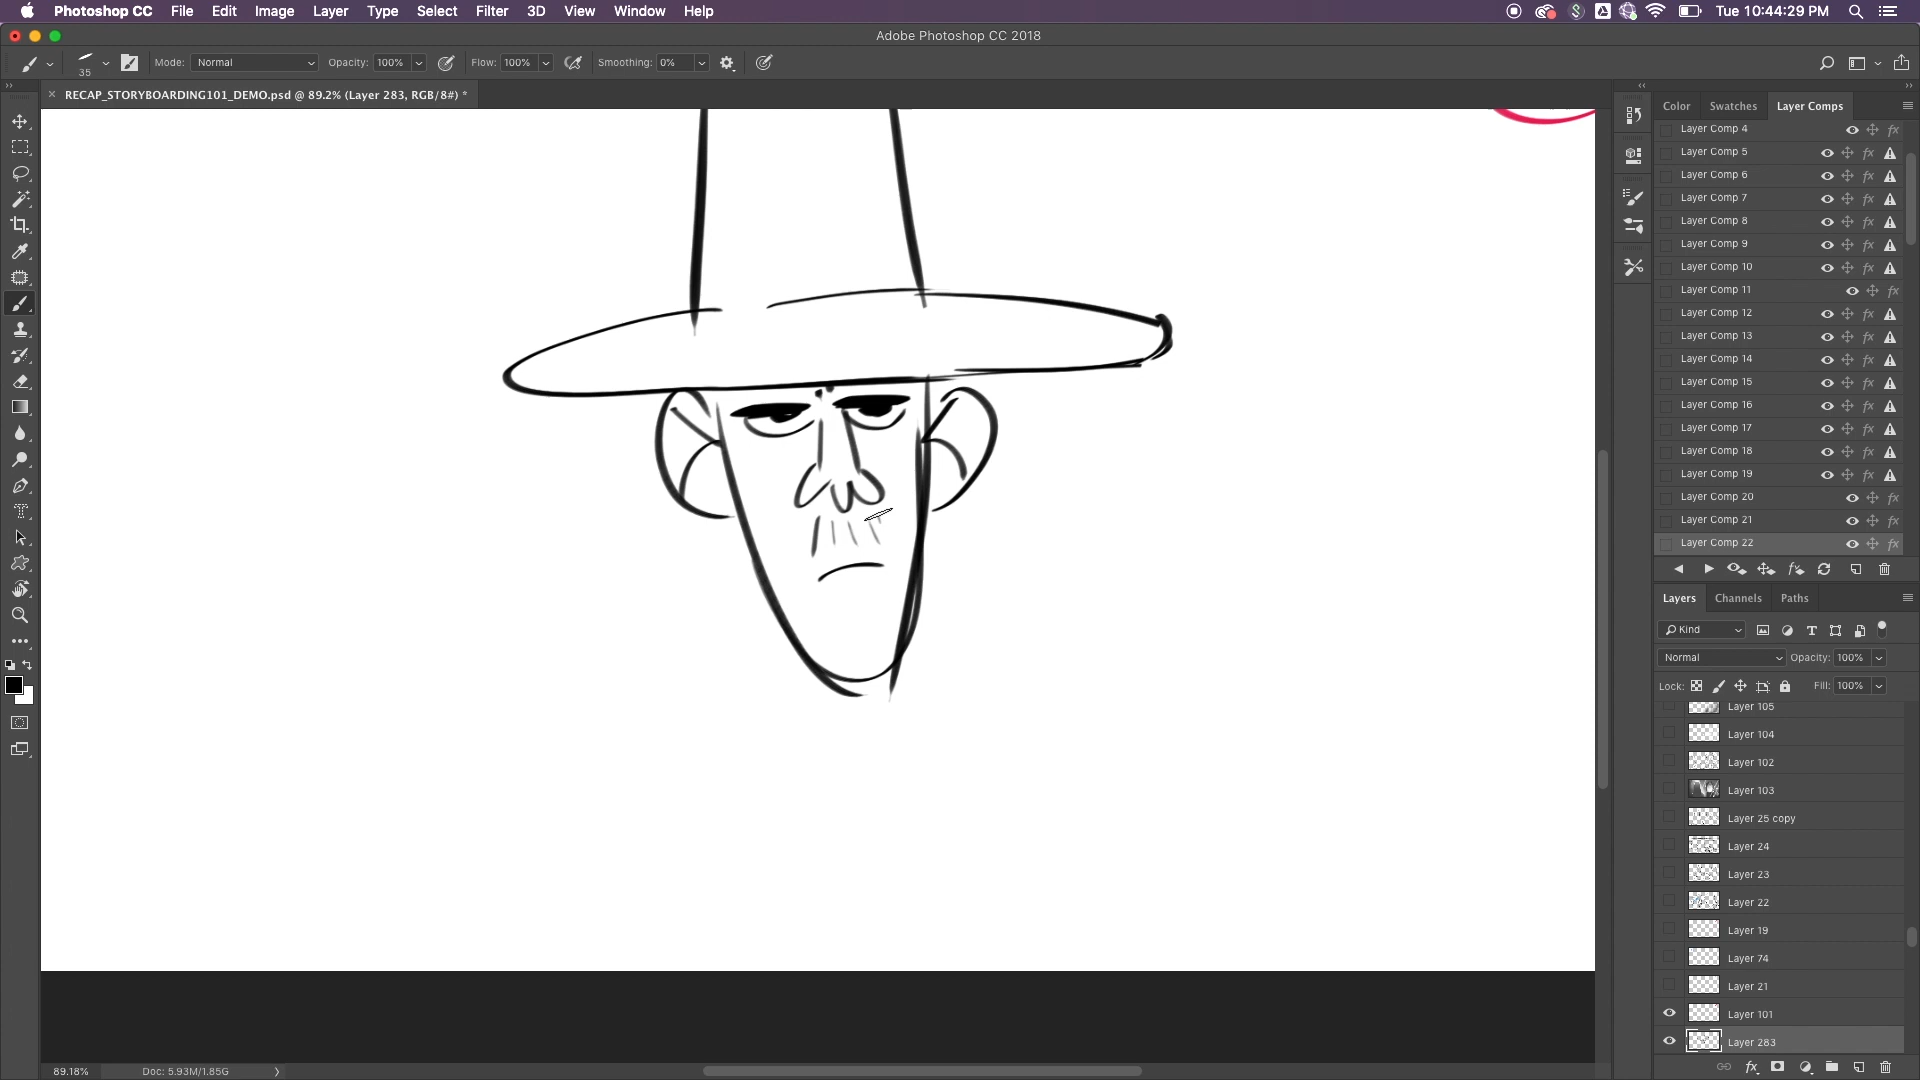 Photoshop CC File Edit Image Layer Type Select Filter 3D View Window Help Tue 10:44:29 PM
Adobe Photoshop CC 2018
35 Mode: Normal Opacity: 100% Flow: 100% Smoothing: 0%
RECAP_STORYBOARDING101_DEMO.psd @ 89.2% (Layer 283, RGB/8#) *
Color Swatches Layer Comps
Layer Comp 4
Layer Comp 5
Layer Comp 6
Layer Comp 7
Layer Comp 8
Layer Comp 9
Layer Comp 10
Layer Comp 11
Layer Comp 12
Layer Comp 13
Layer Comp 14
Layer Comp 15
Layer Comp 16
Layer Comp 17
Layer Comp 18
Layer Comp 19
Layer Comp 20
Layer Comp 21
Layer Comp 22
Layers Channels Paths
Kind
Normal Opacity: 100%
Lock: Fill: 100%
Layer 105
Layer 104
Layer 102
Layer 103
Layer 25 copy
Layer 24
Layer 23
Layer 22
Layer 19
Layer 74
Layer 21
Layer 101
Layer 283
89.18% Doc: 5.93M/1.85G